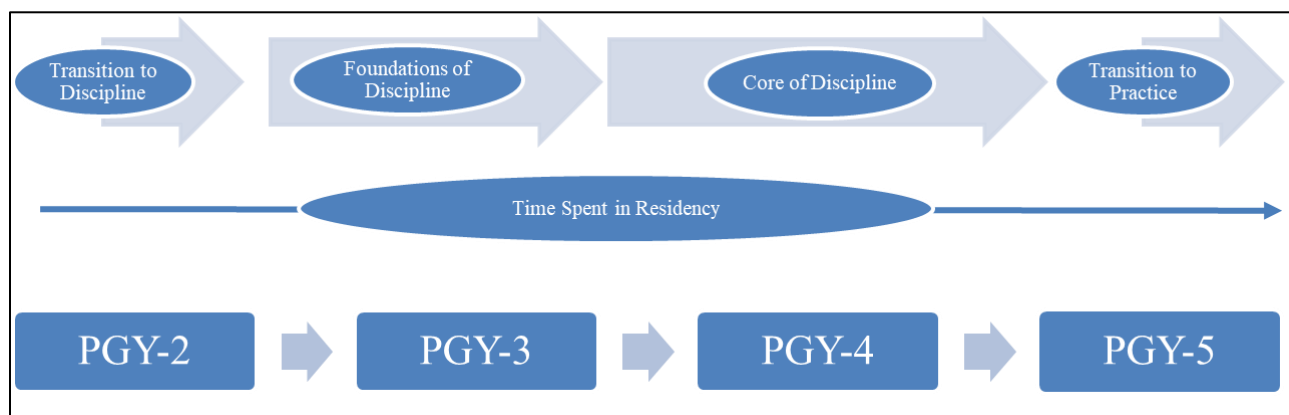 Transition to
Discipline
Foundations of
Discipline
Core of Discipline
Transition to
Practice
Time Spent in Residency
PGY-2
PGY-3
PGY-4
PGY-5